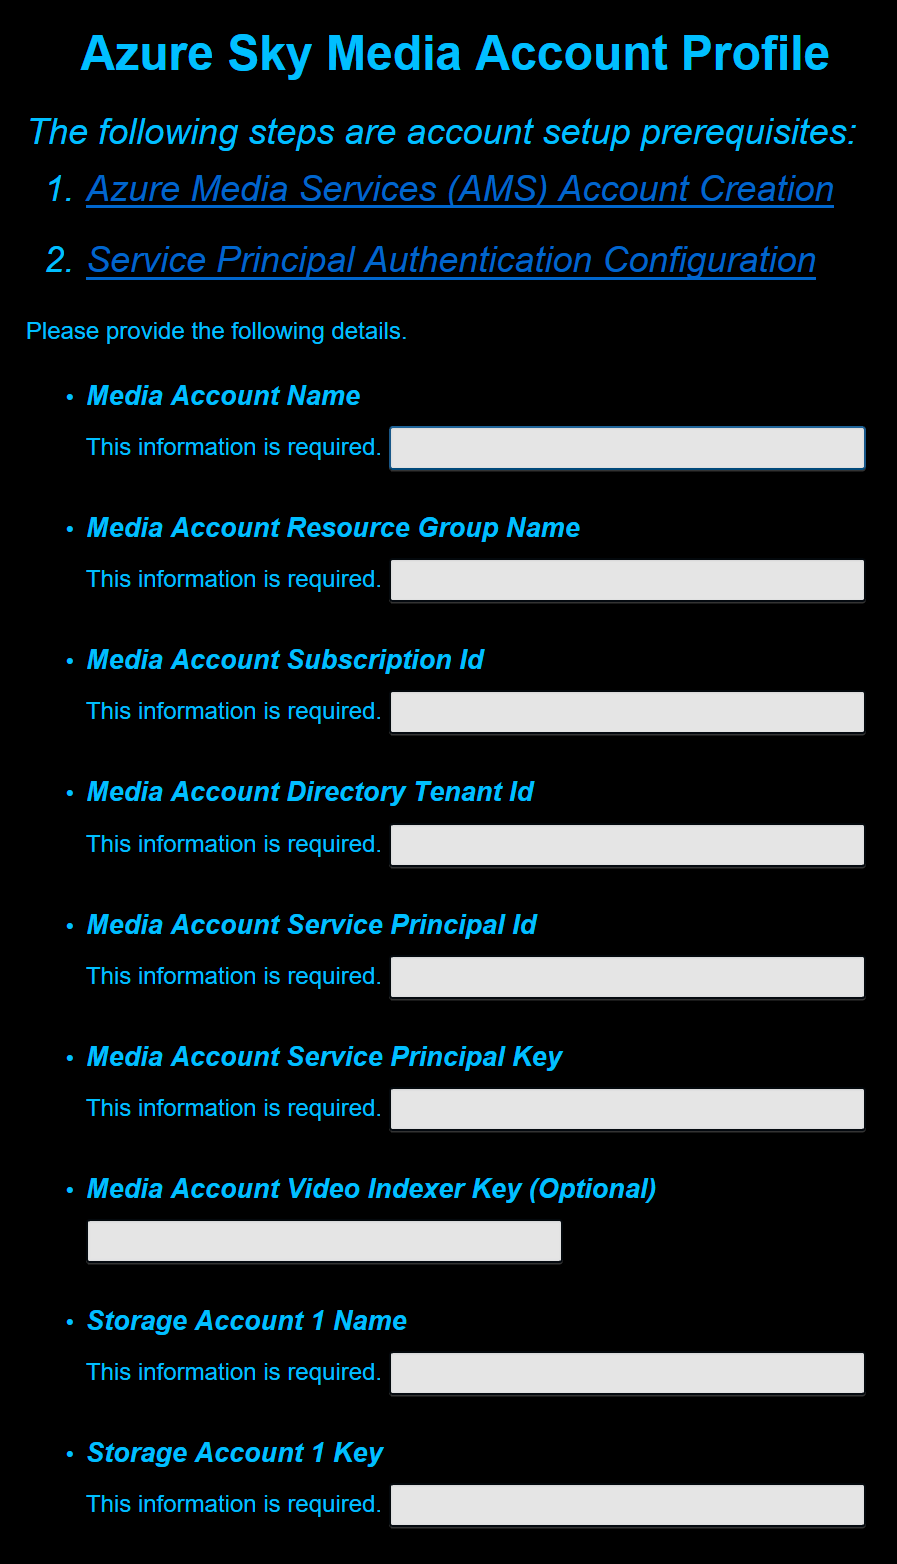 Azure Sky Media Account Profile
The following steps are account setup prerequisites:
1. Azure Media Services (AMS) Account Creation
2. Service Principal Authentication Configuration
Please provide the following details.
• Media Account Name
This information is required.
• Media Account Resource Group Name
This information is required.
• Media Account Subscription Id
This information is required.
• Media Account Directory Tenant Id
This information is required.
• Media Account Service Principal Id
This information is required.
• Media Account Service Principal Key
This information is required.
• Media Account Video Indexer Key (Optional)
• Storage Account 1 Name
This information is required.
• Storage Account 1 Key
This information is required.